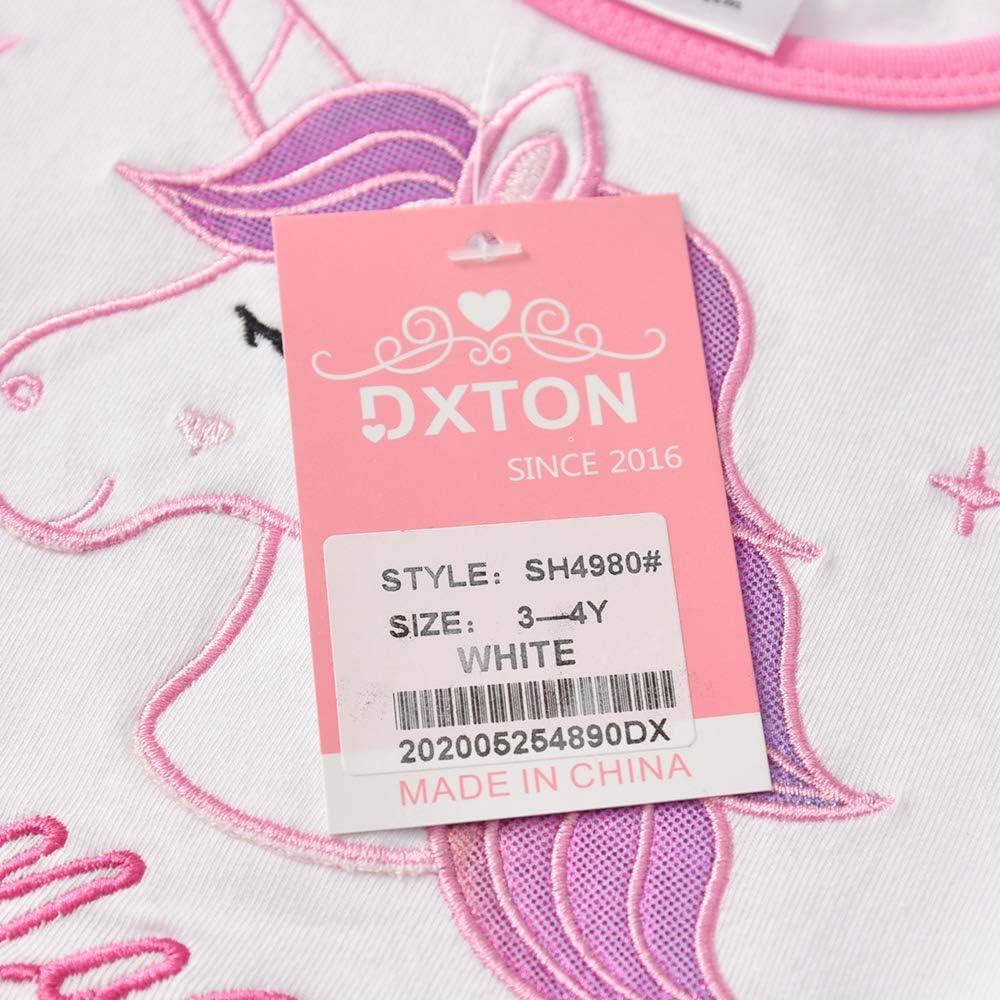 DXTON
SINCE 2016
STYLE: SH4980#
SIZE: 3—4Y
WHITE
202005254890DX
MADE IN CHINA